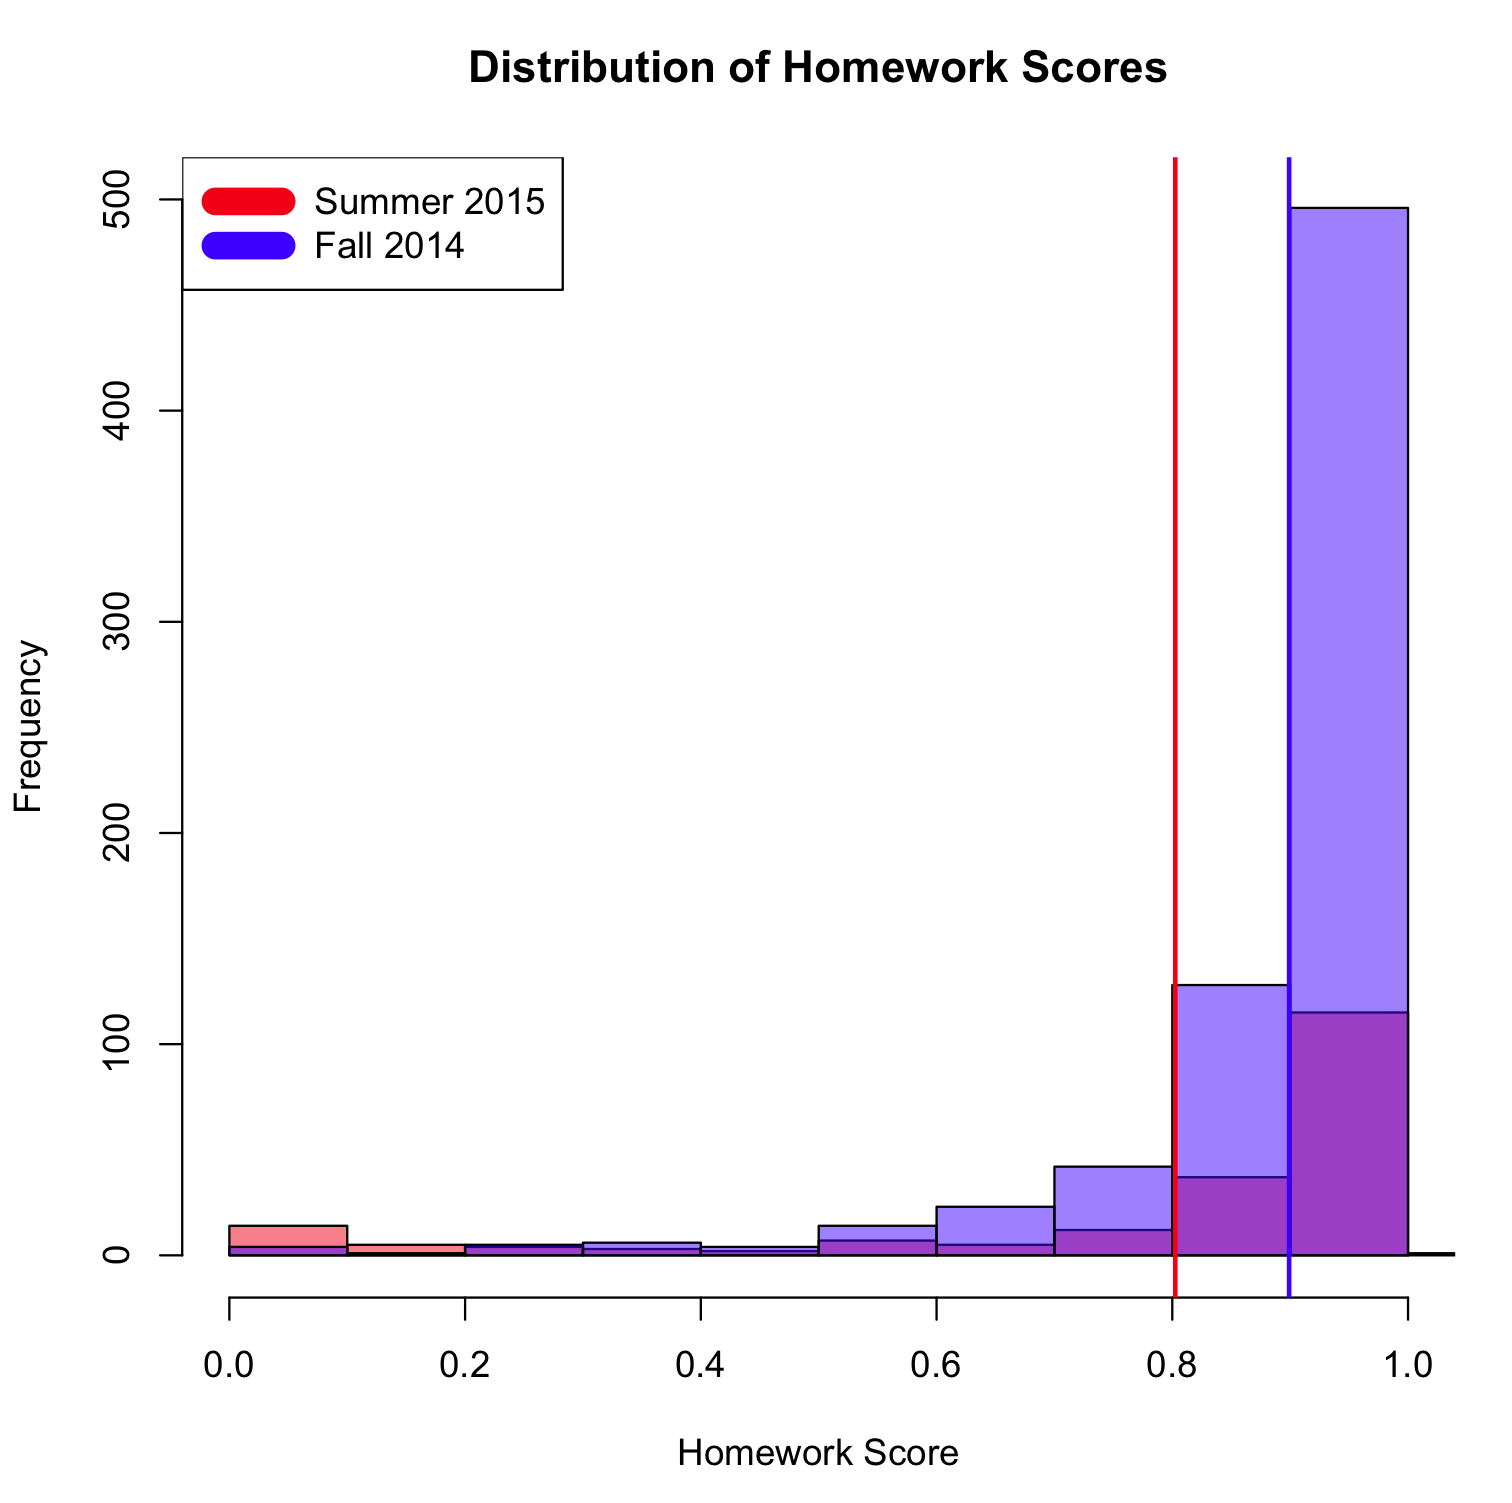 Distribution of Homework Scores
Summer 2015
Fall 2014
500
400
300
200
100
0
Frequency
0.0 0.2 0.4 0.6 0.8 1.0
Homework Score